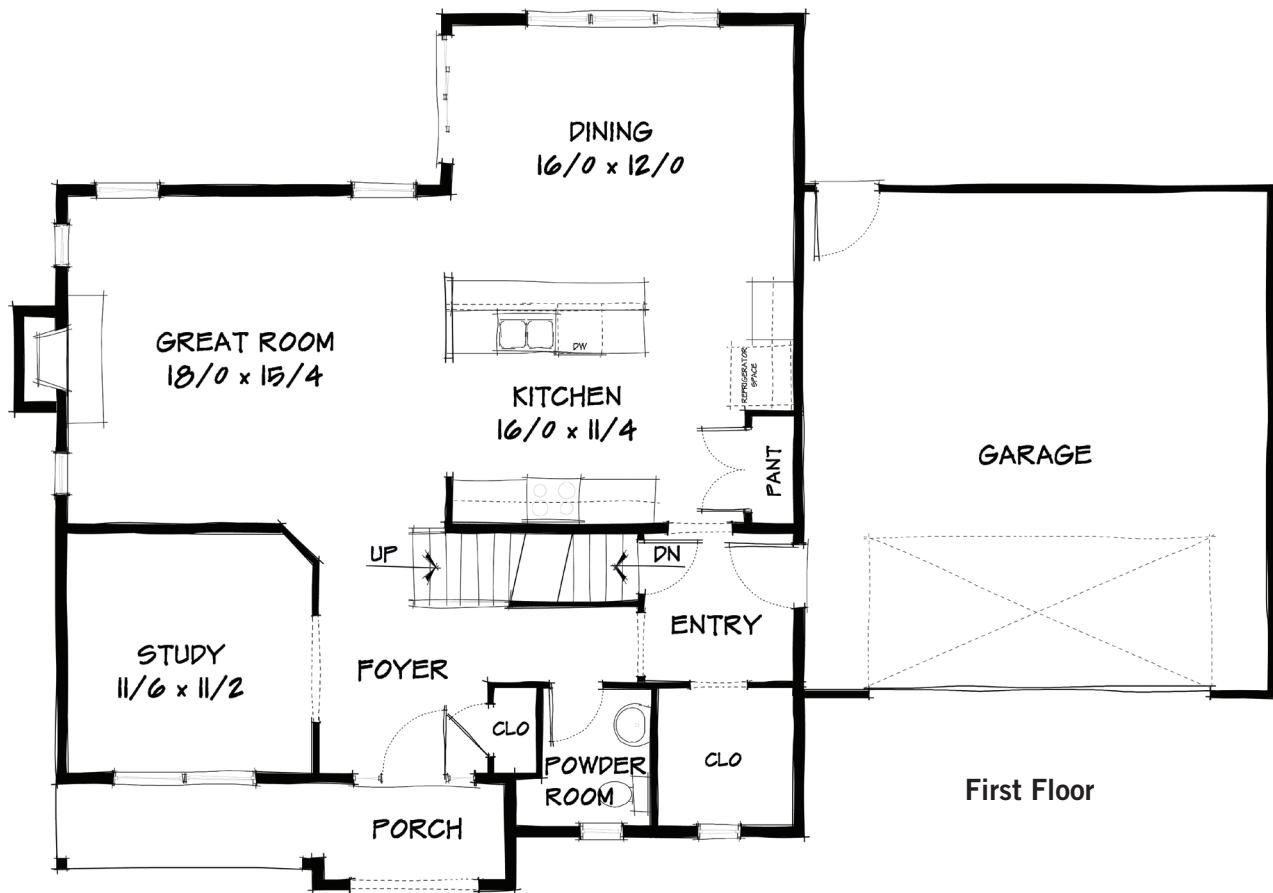 DINING
16/0 x 12/0
GREAT ROOM
18/0 x 15/4
DW
REFRIGERATOR
SPACE
KITCHEN
16/0 x 11/4
PANT
GARAGE
UP
DN
ENTRY
STUDY
11/6 x 11/2
FOYER
CLO
POWDER
ROOM
CLO
PORCH
First Floor